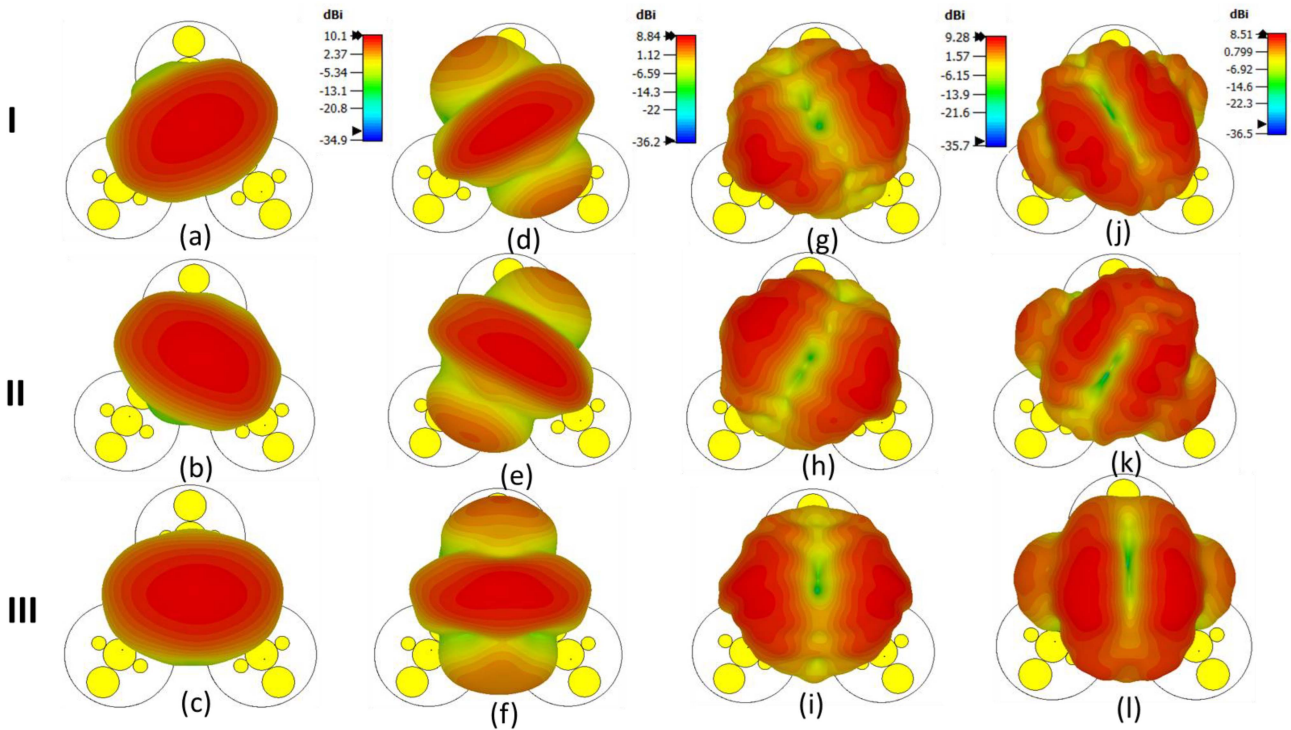 dBi
10.1
2.37
-5.34
-13.1
-20.8
-34.9
dBi
8.84
1.12
-6.59
-14.3
-22
-36.2
dBi
9.28
1.57
-6.15
-13.9
-21.6
-35.7
dBi
8.51
0.799
-6.92
-14.6
-22.3
-36.5
I
(a)
(d)
(g)
(j)
II
(b)
(e)
(h)
(k)
III
(c)
(f)
(i)
(l)